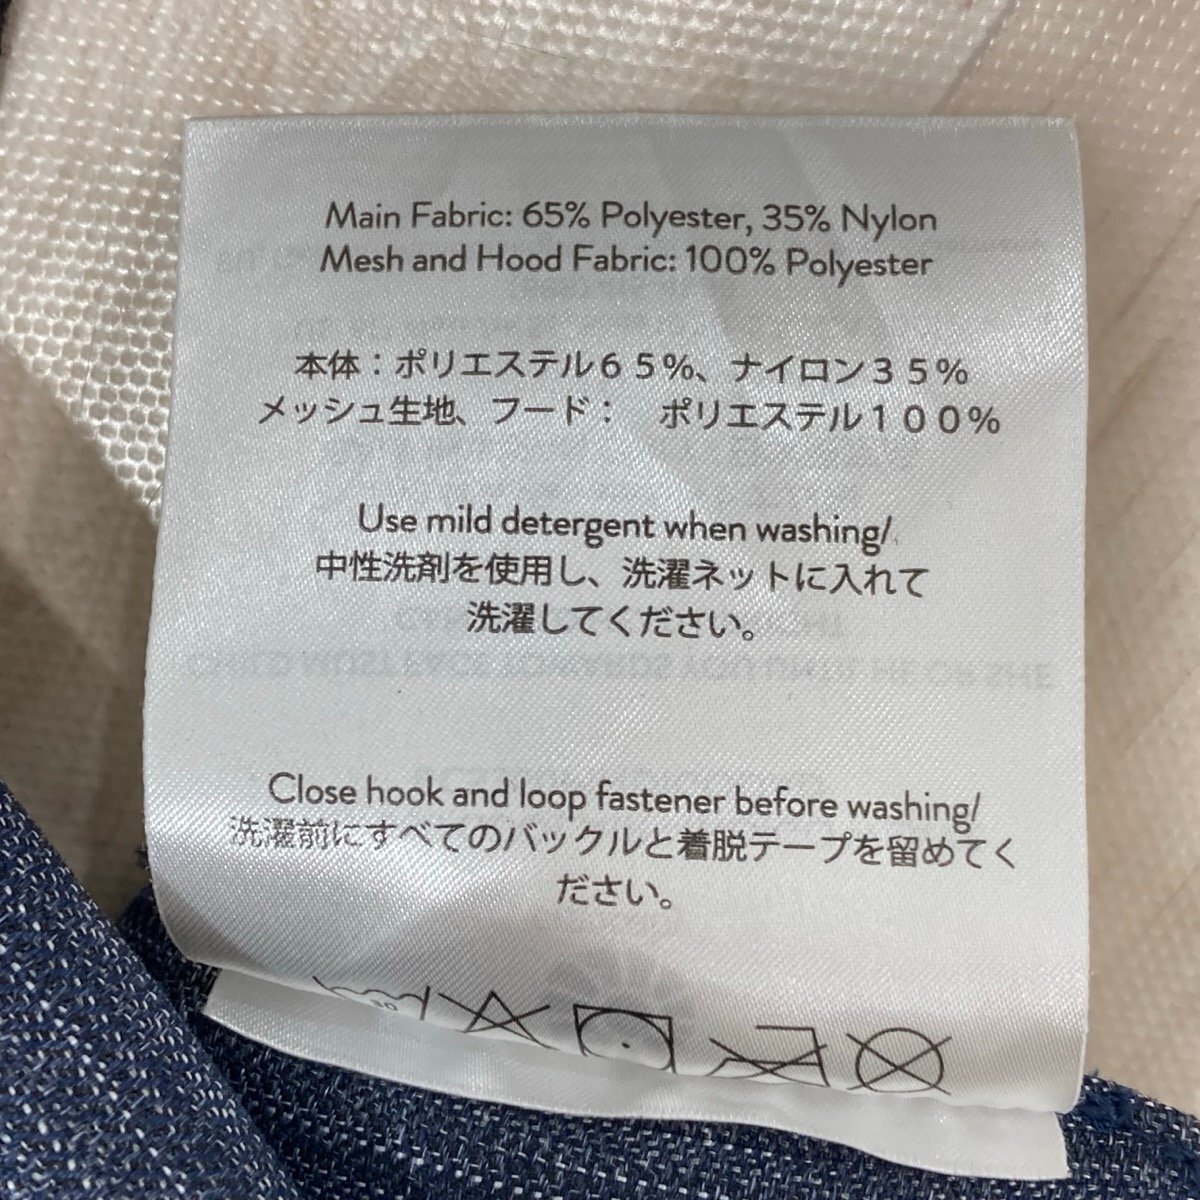 Main Fabric: 65% Polyester, 35% Nylon
Mesh and Hood Fabric: 100% Polyester
本体：ポリエステル６５％、ナイロン３５％
メッシュ生地、フード：　ポリエステル１００％
Use mild detergent when washing/
中性洗剤を使用し、洗濯ネットに入れて
洗濯してください。
Close hook and loop fastener before washing/
洗濯前にすべてのバックルと着脱テープを留めてく
ださい。